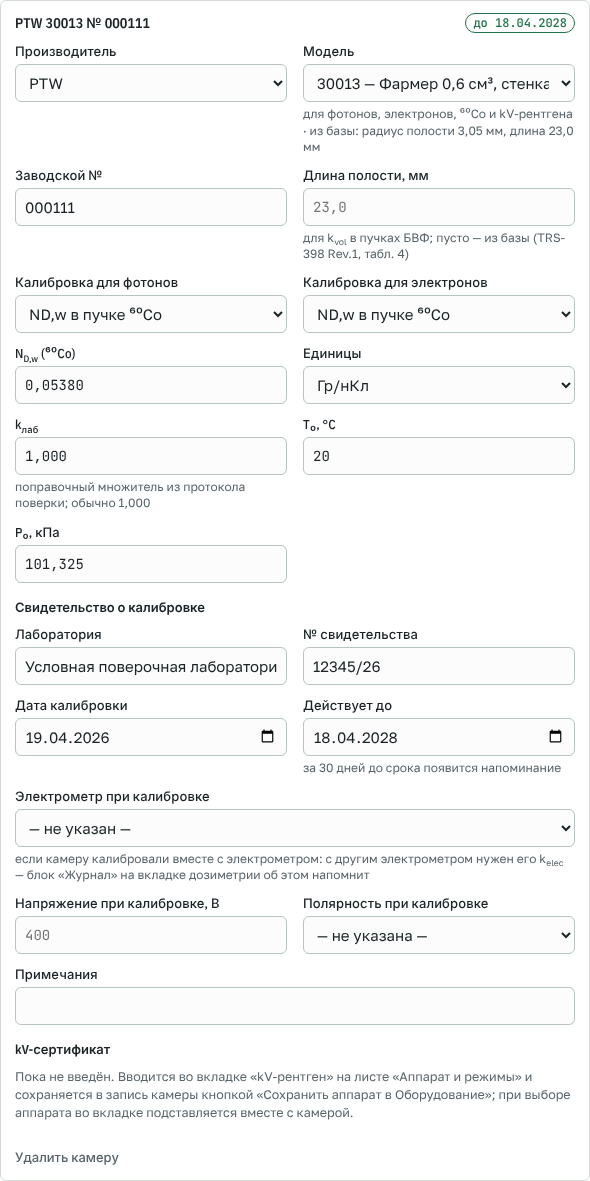 PTW 30013 № 000111
до 18.04.2028
Производитель
Модель
PTW
30013 — Фармер 0,6 см³, стенка
для фотонов, электронов, ⁶⁰Co и kV-рентгена
· из базы: радиус полости 3,05 мм, длина 23,0
мм
Заводской №
Длина полости, мм
000111
23,0
для kvol в пучках БВФ; пусто — из базы (TRS-
398 Rev.1, табл. 4)
Калибровка для фотонов
Калибровка для электронов
ND,w в пучке ⁶⁰Co
ND,w в пучке ⁶⁰Co
ND,w (⁶⁰Co)
Единицы
0,05380
Гр/нКл
kлаб
T₀, °C
1,000
20
поправочный множитель из протокола
поверки; обычно 1,000
P₀, кПа
101,325
Свидетельство о калибровке
Лаборатория
№ свидетельства
Условная поверочная лаборатори
12345/26
Дата калибровки
Действует до
19.04.2026
18.04.2028
за 30 дней до срока появится напоминание
Электрометр при калибровке
— не указан —
если камеру калибровали вместе с электрометром: с другим электрометром нужен его kelec
— блок «Журнал» на вкладке дозиметрии об этом напомнит
Напряжение при калибровке, В
Полярность при калибровке
400
— не указана —
Примечания
kV-сертификат
Пока не введён. Вводится во вкладке «kV-рентген» на листе «Аппарат и режимы» и
сохраняется в запись камеры кнопкой «Сохранить аппарат в Оборудование»; при выборе
аппарата во вкладке подставляется вместе с камерой.
Удалить камеру